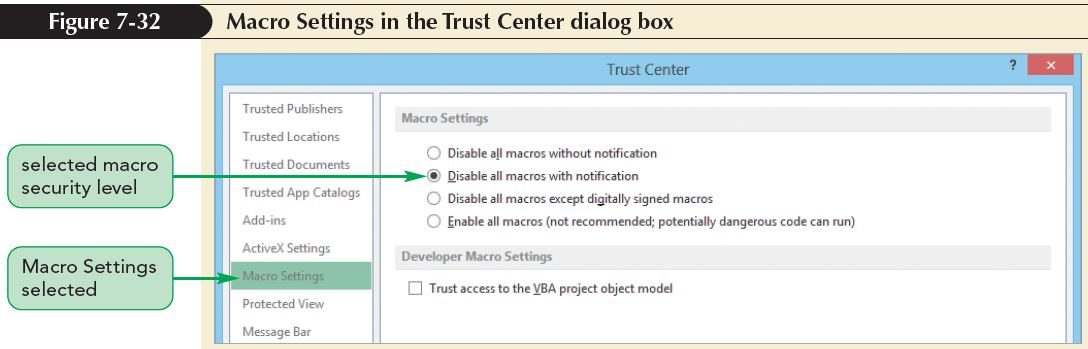 Figure 7-32
Macro Settings in the Trust Center dialog box
Trust Center
?
Trusted Publishers
Trusted Locations
Trusted Documents
Trusted App Catalogs
Add-ins
ActiveX Settings
Macro Settings
Protected View
Message Bar
Macro Settings
Disable all macros without notification
Disable all macros with notification
Disable all macros except digitally signed macros
Enable all macros (not recommended; potentially dangerous code can run)
Developer Macro Settings
Trust access to the VBA project object model
selected macro
security level
Macro Settings
selected